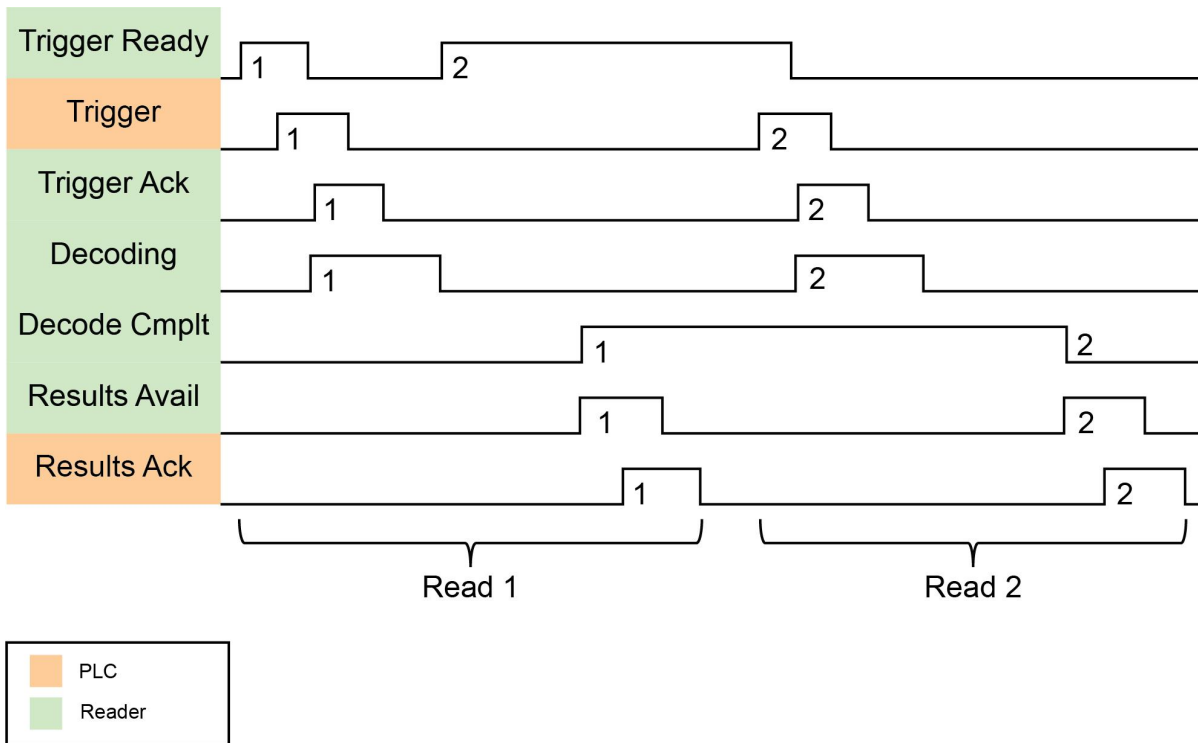 Trigger Ready
1
2
Trigger
1
2
Trigger Ack
1
2
Decoding
1
2
Decode Cmplt
1
2
Results Avail
1
2
Results Ack
1
2
Read 1
Read 2
PLC
Reader